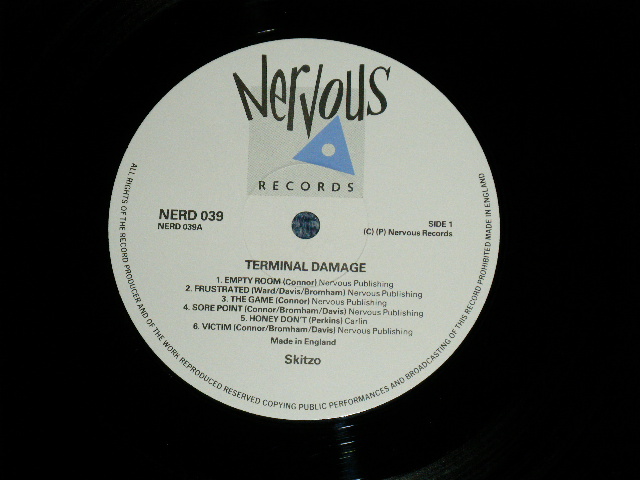 Nervous
RECORDS
NERD 039
NERD 039A
SIDE 1
(C) (P) Nervous Records
TERMINAL DAMAGE
1. EMPTY ROOM (Connor) Nervous Publishing
2. FRUSTRATED (Ward/Davis/Bromham) Nervous Publishing
3. THE GAME (Connor) Nervous Publishing
4. SORE POINT (Connor/Bromham/Davis) Nervous Publishing
5. HONEY DON'T (Perkins) Carlin
6. VICTIM (Connor/Bromham/Davis) Nervous Publishing
Made in England
Skitzo
ALL RIGHTS OF THE RECORD PRODUCER AND OF THE WORK REPRODUCED RESERVED COPYING PUBLIC PERFORMANCES AND BROADCASTING OF THIS RECORD PROHIBITED MADE IN ENGLAND